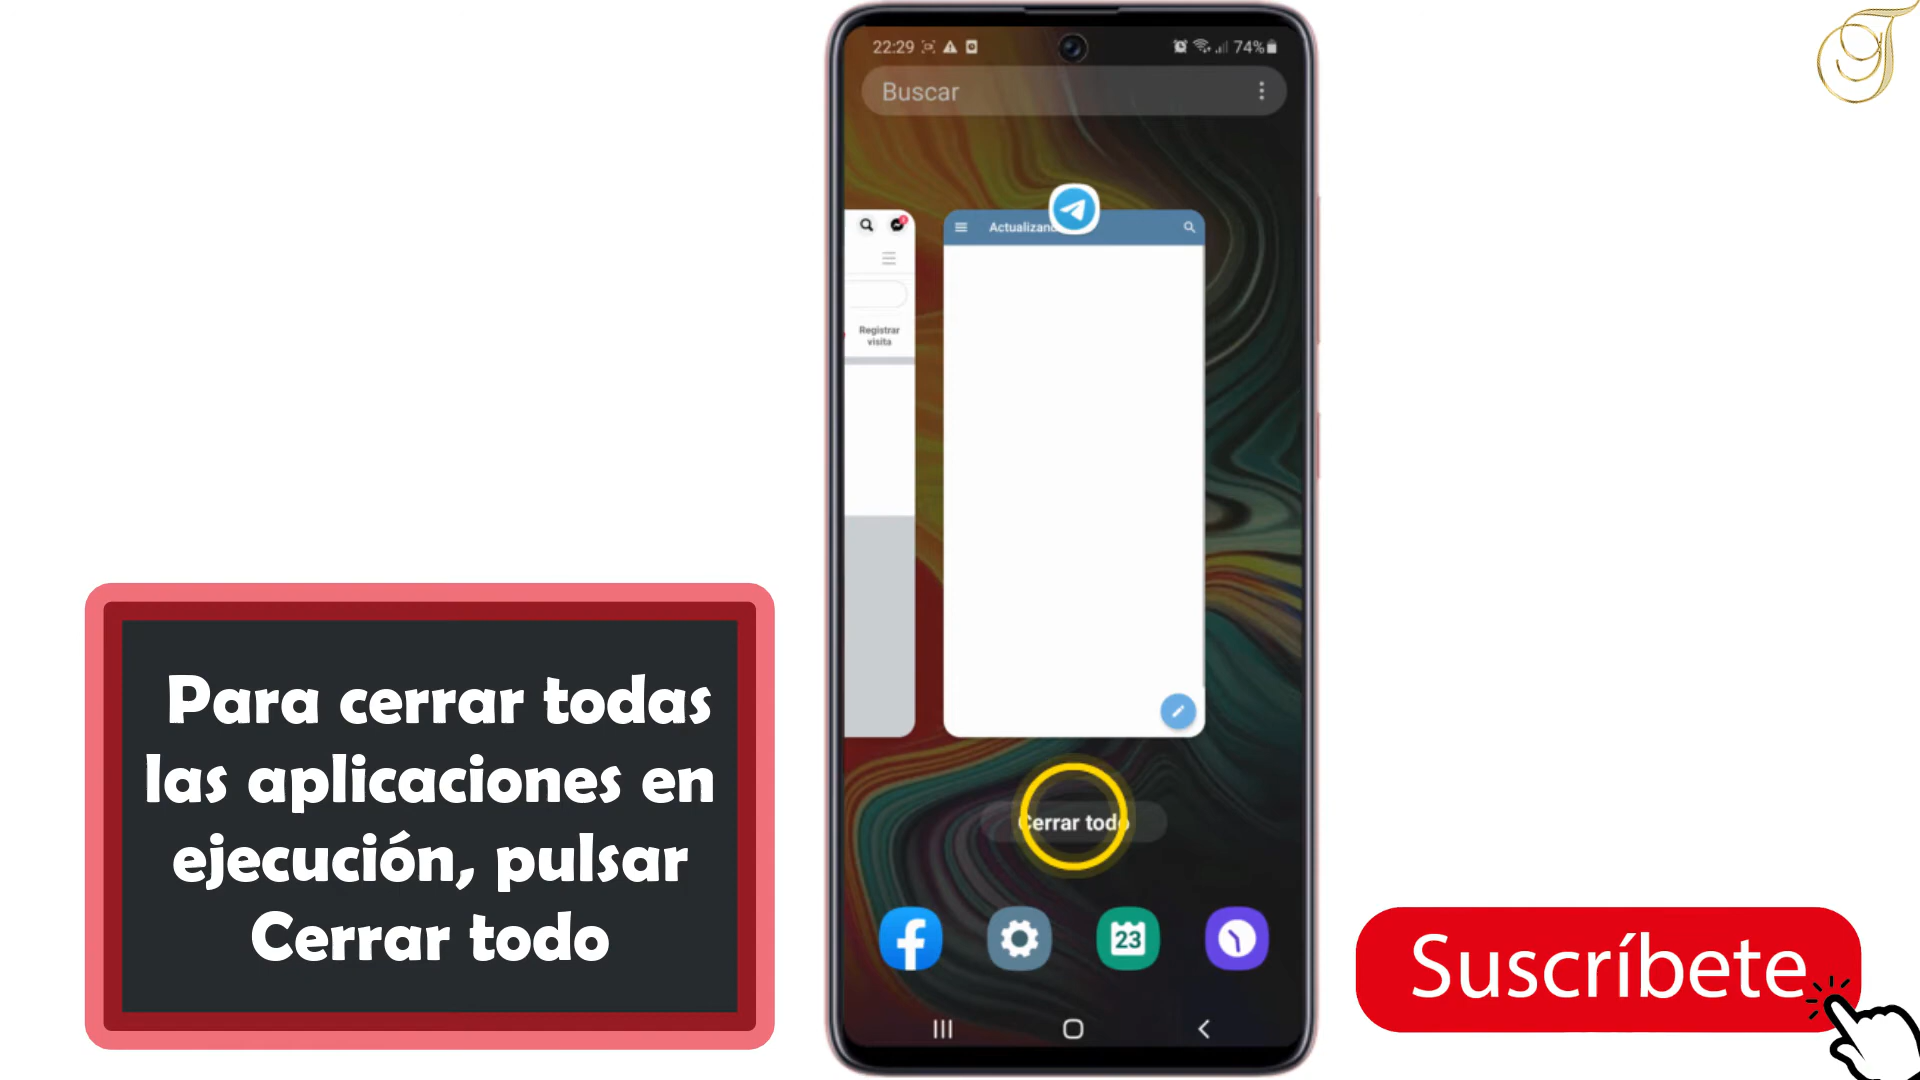 22:29
74%
Buscar
Registrar
visita
Cerrar todo
23
Para cerrar todas
las aplicaciones en
ejecución, pulsar
Cerrar todo
Suscríbete